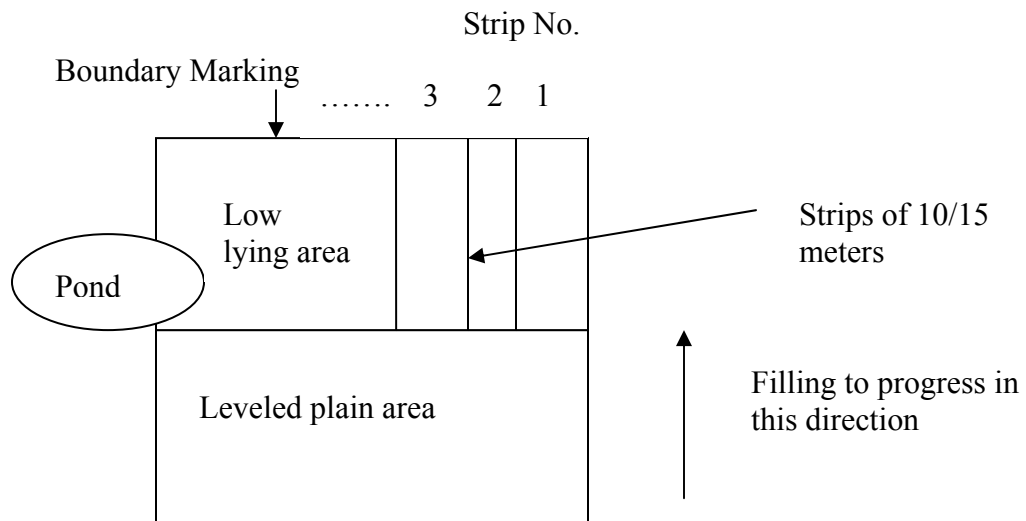 Strip No.
Boundary Marking
....... 3 2 1
Low
lying area
Strips of 10/15
meters
Pond
Filling to progress in
this direction
Leveled plain area